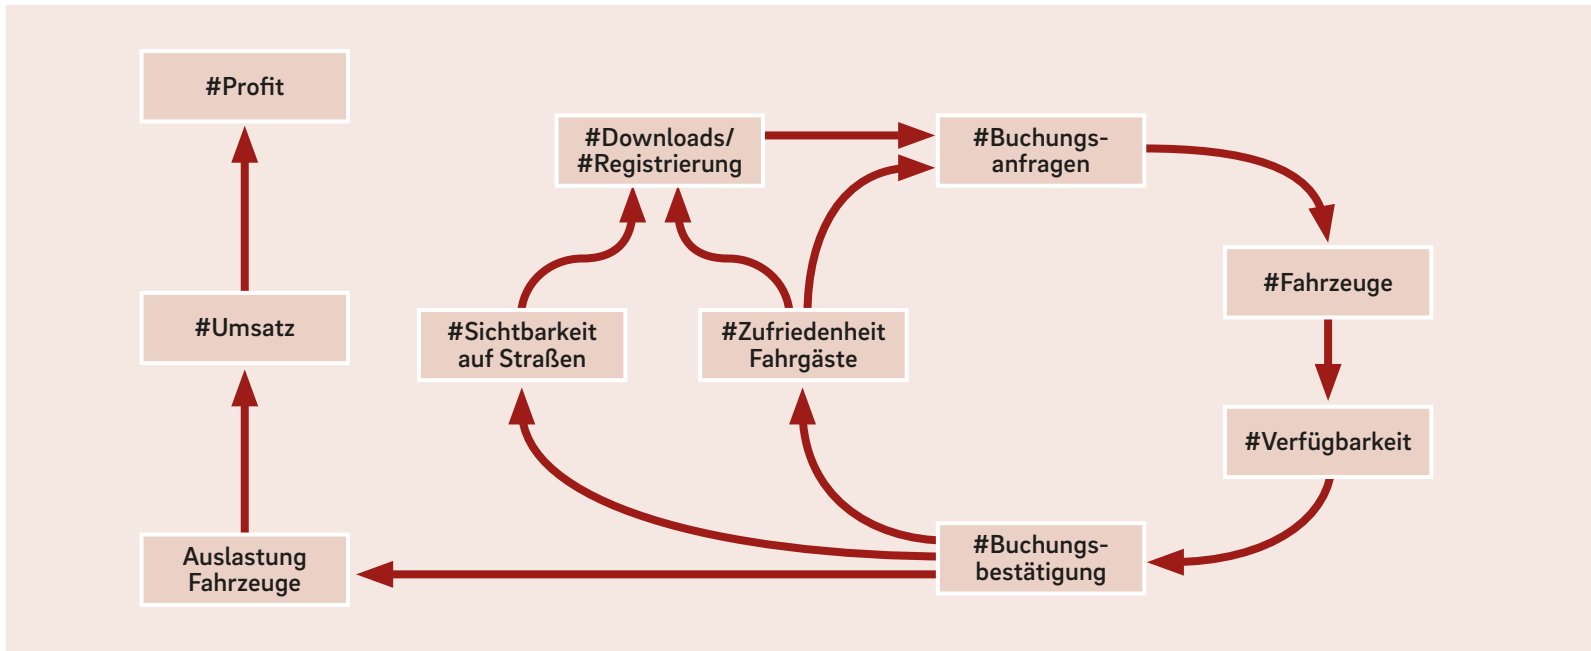 #Profit
#Downloads/
#Registrierung
#Buchungs-
anfragen
#Fahrzeuge
#Umsatz
#Sichtbarkeit
auf Straßen
#Zufriedenheit
Fahrgäste
#Verfügbarkeit
Auslastung
Fahrzeuge
#Buchungs-
bestätigung